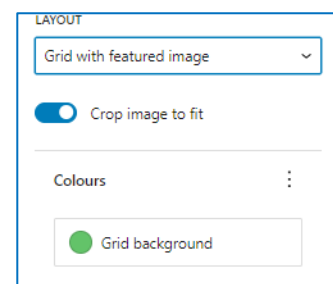 LAYOUT
Grid with featured image
Crop image to fit
Colours
Grid background